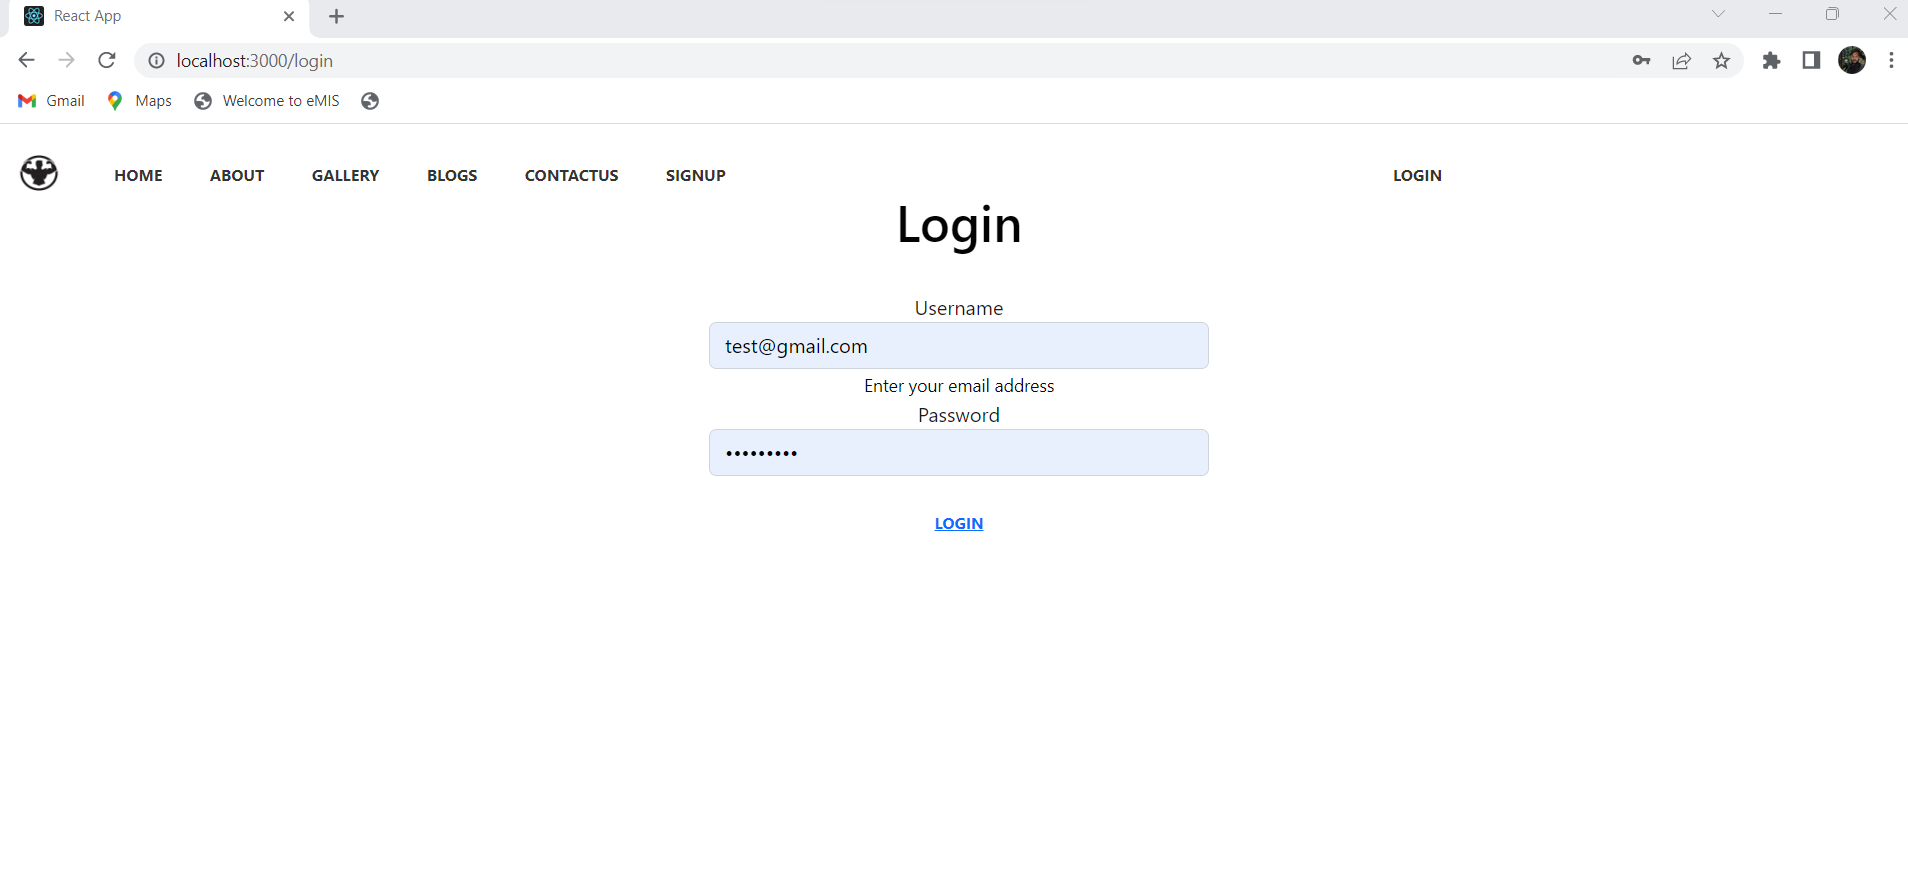 React App
localhost:3000/login
Gmail Maps Welcome to eMIS
HOME ABOUT GALLERY BLOGS CONTACTUS SIGNUP LOGIN
Login
Username
test@gmail.com
Enter your email address
Password
•••••••••
LOGIN